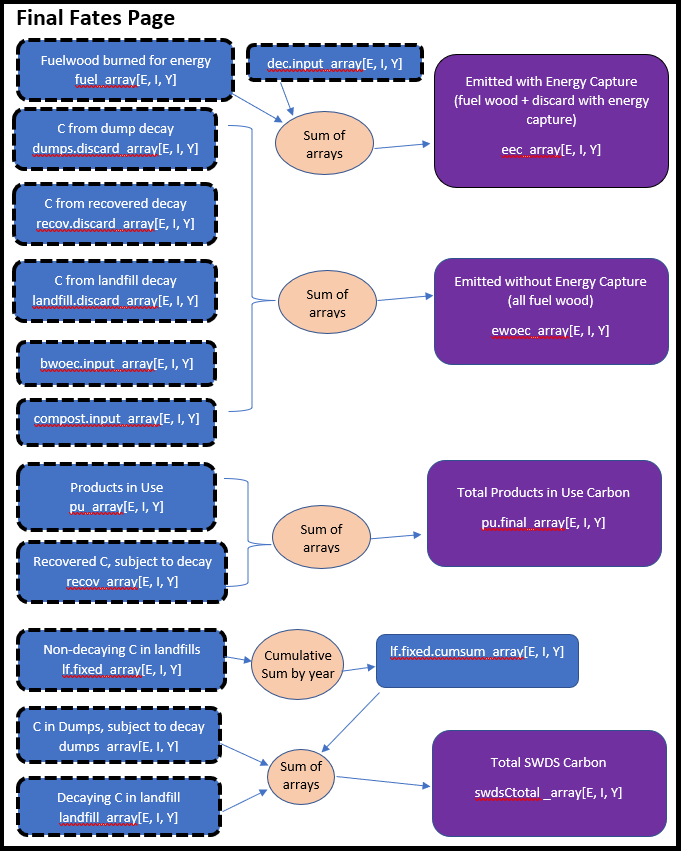 Final Fates Page
Fuelwood burned for energy
fuel_array[E, I, Y]
dec.input_array[E, I, Y]
Emitted with Energy Capture
(fuel wood + discard with energy
capture)
eec_array[E, I, Y]
Sum of
arrays
C from dump decay
dumps.discard_array[E, I, Y]
C from recovered decay
recov.discard_array[E, I, Y]
C from landfill decay
landfill.discard_array[E, I, Y]
Sum of
arrays
Emitted without Energy Capture
(all fuel wood)
ewoec_array[E, I, Y]
bwoec.input_array[E, I, Y]
compost.input_array[E, I, Y]
Products in Use
pu_array[E, I, Y]
Recovered C, subject to decay
recov_array[E, I, Y]
Sum of
arrays
Total Products in Use Carbon
pu.final_array[E, I, Y]
Non-decaying C in landfills
lf.fixed_array[E, I, Y]
Cumulative
Sum by year
lf.fixed.cumsum_array[E, I, Y]
C in Dumps, subject to decay
dumps_array[E, I, Y]
Decaying C in landfill
landfill_array[E, I, Y]
Sum of
arrays
Total SWDS Carbon
swdsCtotal_array[E, I, Y]